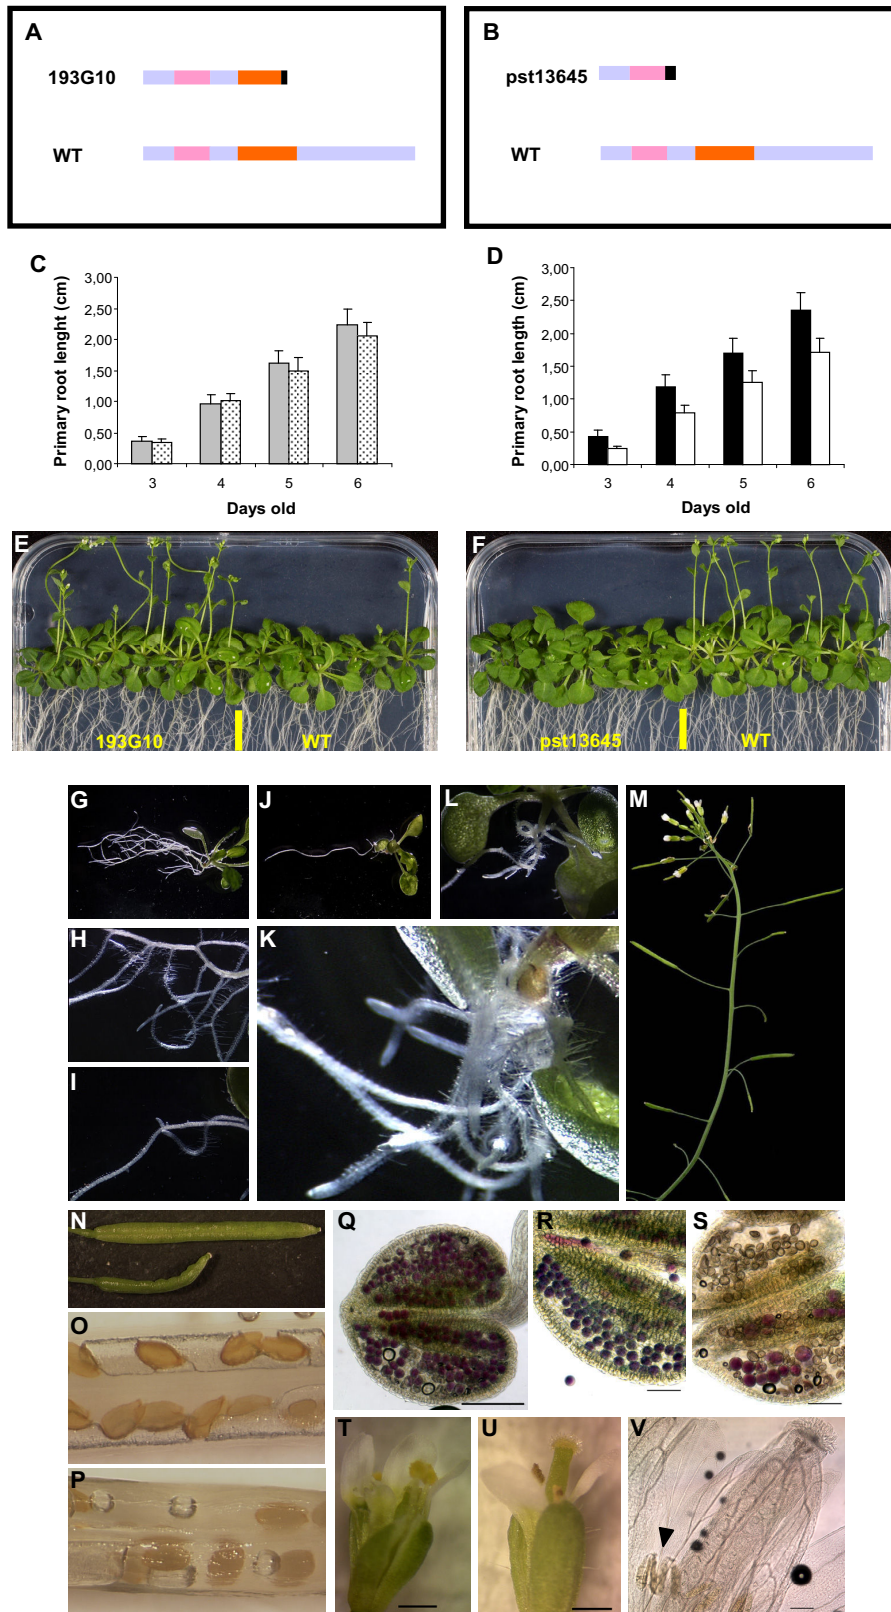 A
193G10
WT
B
pst13645
WT
C
Primary root lenght (cm)
3,00
2,50
2,00
1,50
1,00
0,50
0,00
3 4 5 6
Days old
D
Primary root length (cm)
3,00
2,50
2,00
1,50
1,00
0,50
0,00
3 4 5 6
Days old
E
193G10 WT
F
pst13645 WT
G
J
L
M
H
K
I
N
Q
R
S
O
T
U
V
P